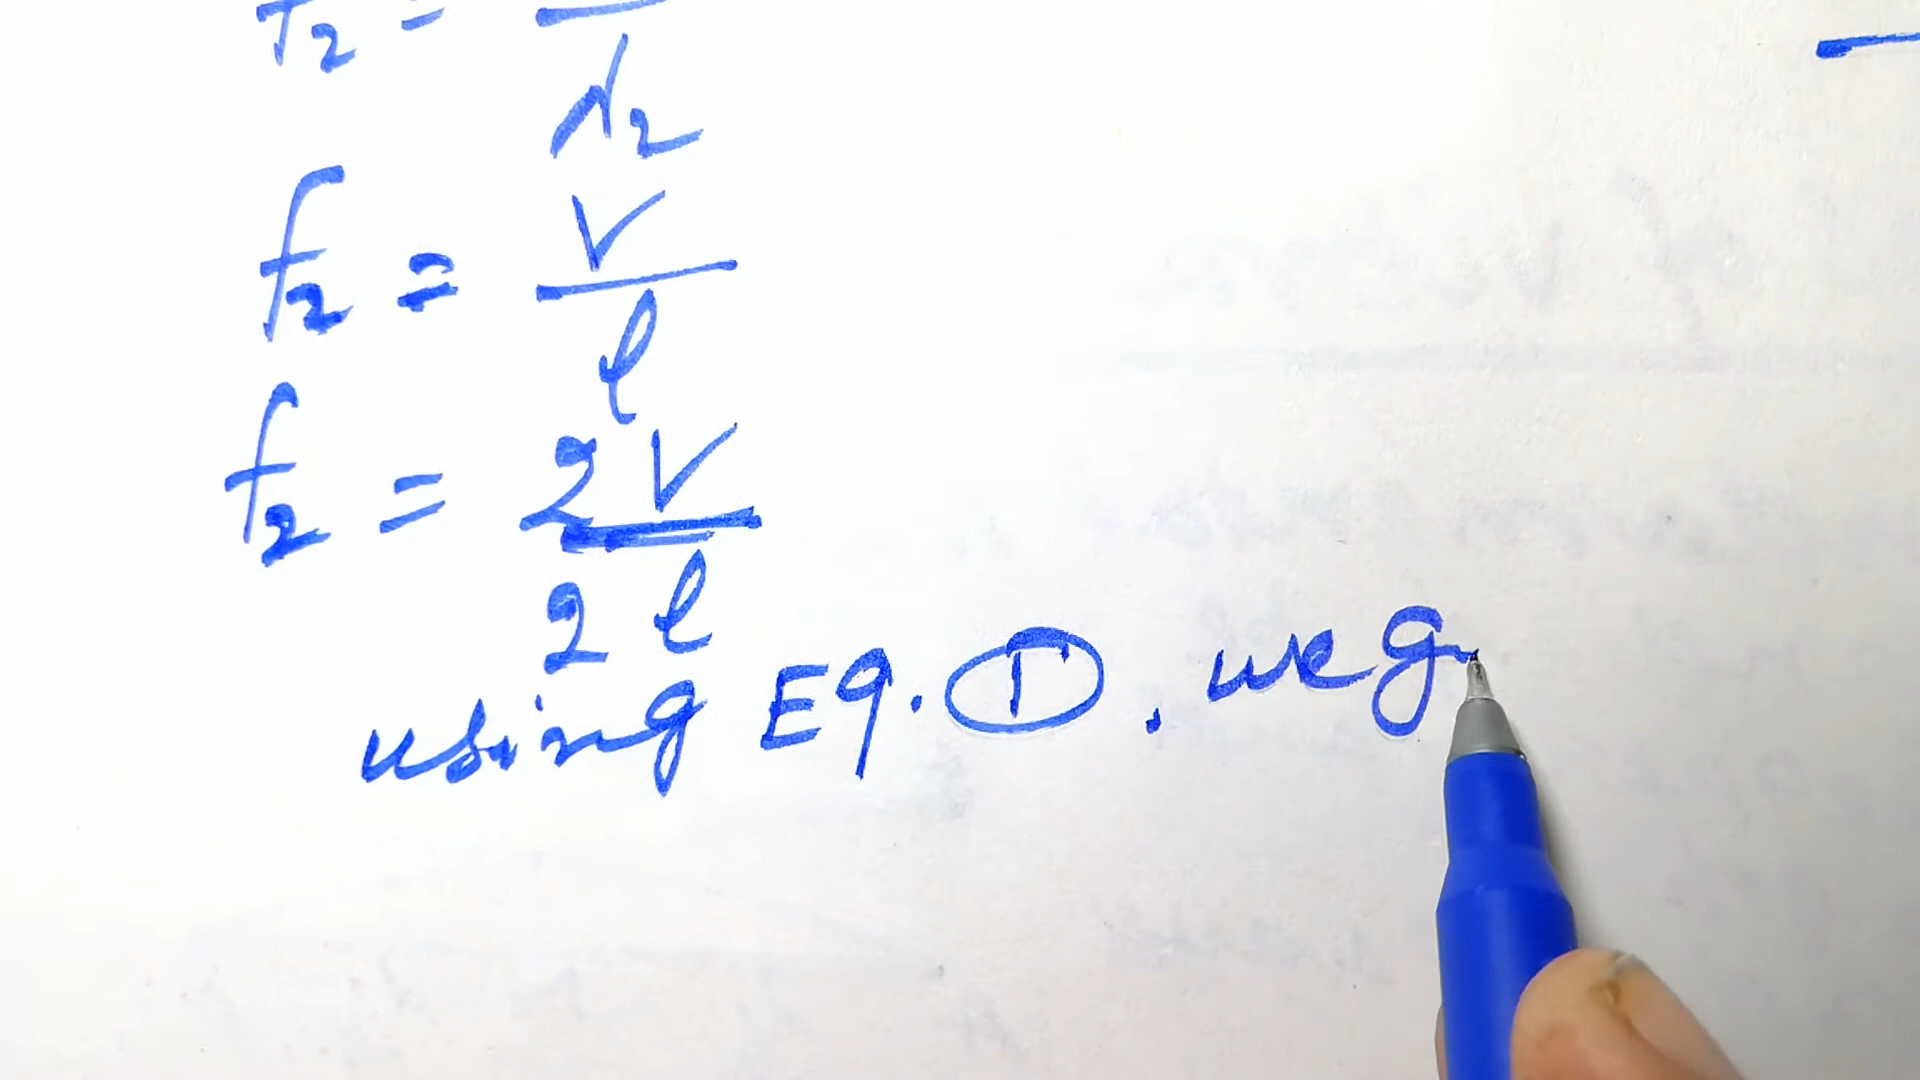 f₂ = —/λ₂
f₂ = V/l
f₂ = 2V/2l
using Eq. ①, we g